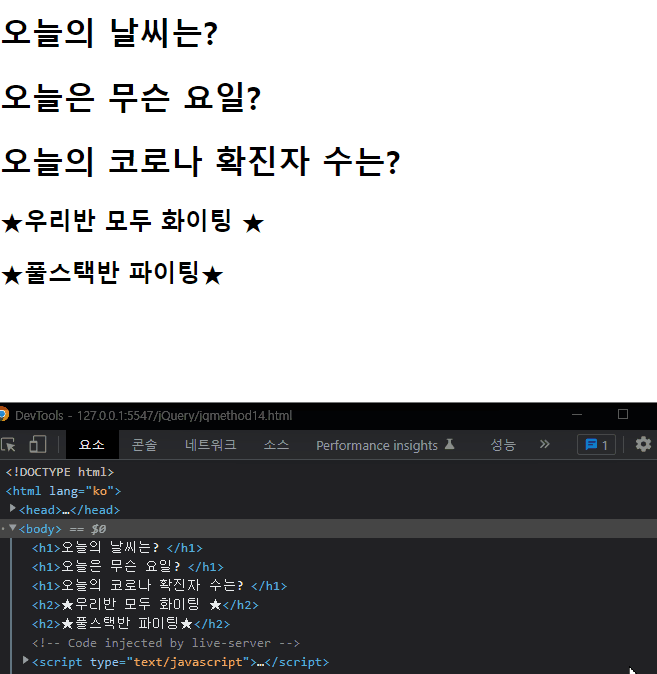 오늘의 날씨는?
오늘은 무슨 요일?
오늘의 코로나 확진자 수는?
★우리반 모두 화이팅 ★
★풀스택반 파이팅★
DevTools - 127.0.0.1:5547/jQuery/jqmethod14.html
요소 콘솔 네트워크 소스 Performance insights 성능 » 1
<!DOCTYPE html>
<html lang="ko">
<head>…</head>
<body> == $0
<h1>오늘의 날씨는? </h1>
<h1>오늘은 무슨 요일? </h1>
<h1>오늘의 코로나 확진자 수는? </h1>
<h2>★우리반 모두 화이팅 ★</h2>
<h2>★풀스택반 파이팅★</h2>
<!-- Code injected by live-server -->
<script type="text/javascript">…</script>